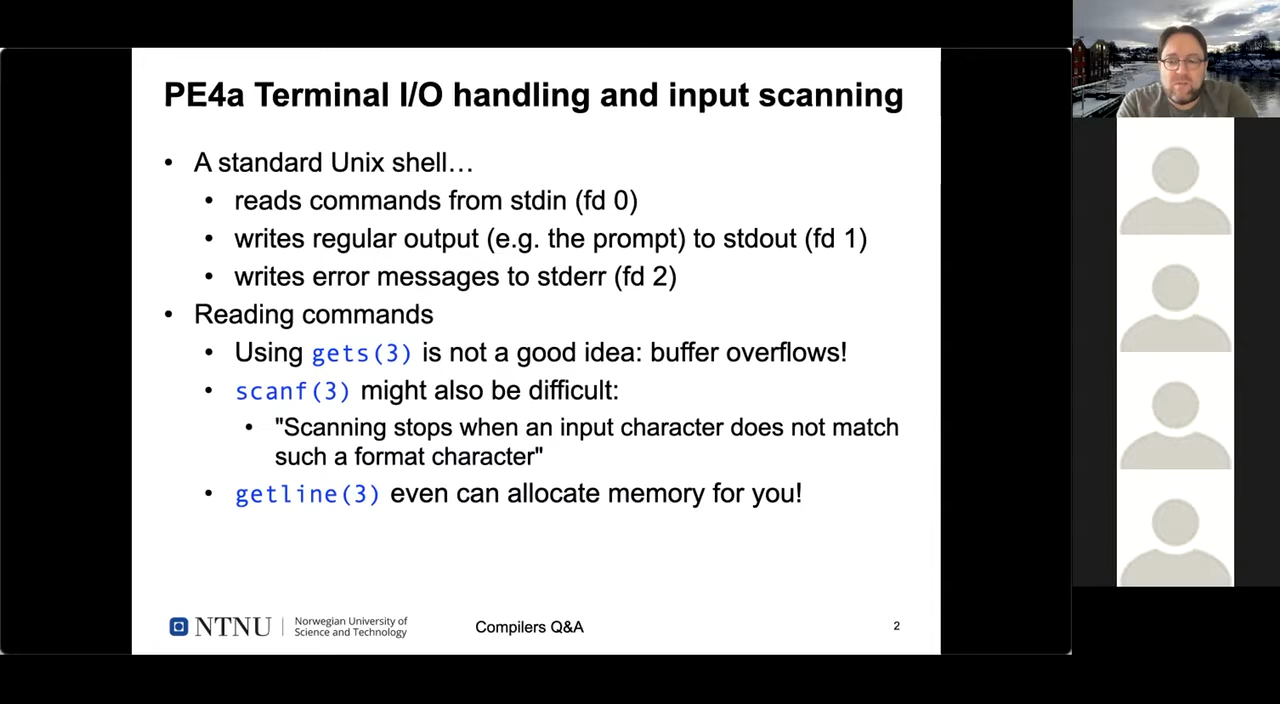 PE4a Terminal I/O handling and input scanning
• A standard Unix shell…
• reads commands from stdin (fd 0)
• writes regular output (e.g. the prompt) to stdout (fd 1)
• writes error messages to stderr (fd 2)
• Reading commands
• Using gets(3) is not a good idea: buffer overflows!
• scanf(3) might also be difficult:
• "Scanning stops when an input character does not match
such a format character"
• getline(3) even can allocate memory for you!
NTNU
Norwegian University of
Science and Technology
Compilers Q&A
2